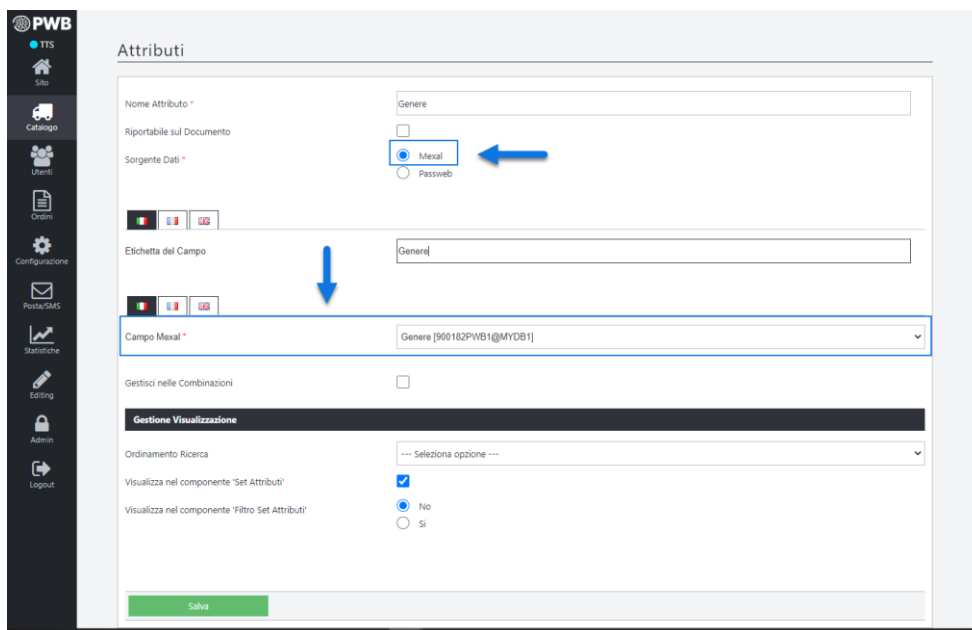 PWB
TTS
Sito
Catalogo
Utenti
Ordini
Configurazione
Posta/SMS
Statistiche
Editing
Admin
Logout
Attributi
Nome Attributo * Genere
Riportabile sul Documento
Sorgente Dati * Mexal
Passweb
Etichetta del Campo Genere
Campo Mexal * Genere [900182PWB1@MYDB1]
Gestisci nelle Combinazioni
Gestione Visualizzazione
Ordinamento Ricerca --- Seleziona opzione ---
Visualizza nel componente 'Set Attributi'
Visualizza nel componente 'Filtro Set Attributi' No
Si
Salva